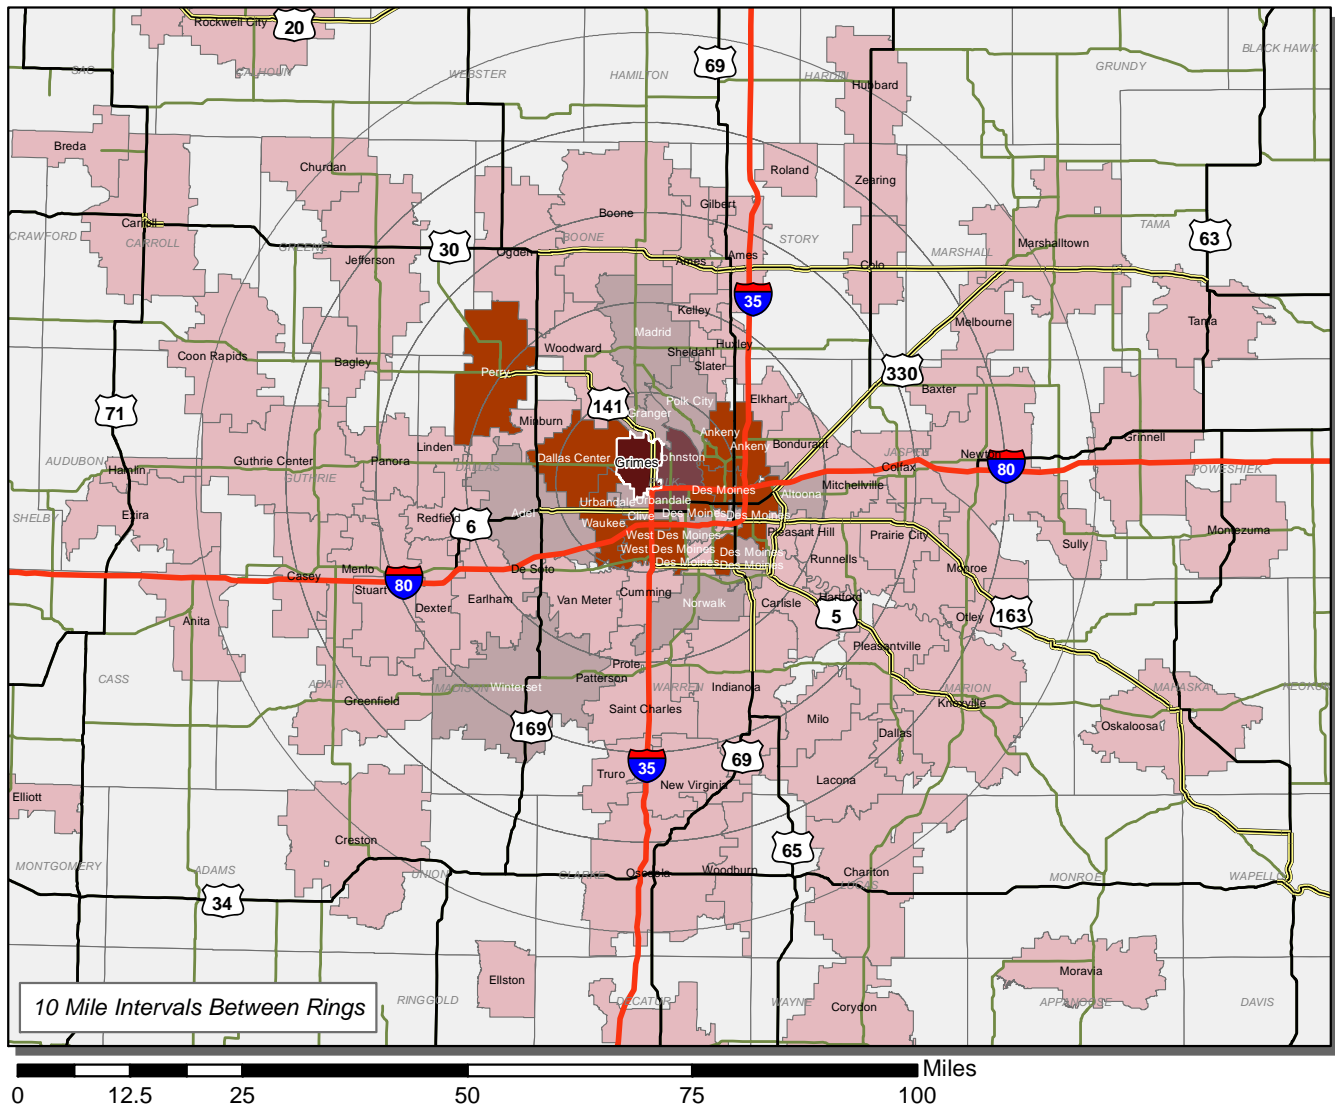 Rockwell City
20
SAC
CALHOUN
WEBSTER
HAMILTON
69
HARDIN
Hubbard
GRUNDY
BLACK HAWK
Breda
Churdan
Roland
Zearing
Carroll
CRAWFORD
CARROLL
GREENE
30
Jefferson
Ogden
Boone
BOONE
Gilbert
Ames
Ames
STORY
Colo
MARSHALL
Marshalltown
TAMA
63
35
Kelley
Madrid
Melbourne
Tama
Coon Rapids
Bagley
Woodward
Sheldahl
Huxley
Slater
Perry
330
Baxter
71
141
Minburn
Granger
Polk City
Elkhart
Ankeny
Ankeny
Bondurant
Grinnell
AUDUBON
Hamlin
Guthrie Center
GUTHRIE
Panora
Linden
DALLAS
Dallas Center
Grimes
Johnston
JASPER
Colfax
80
POWESHIEK
SHELBY
Exira
Redfield
6
Adel
Urbandale
Urbandale
Des Moines
Altoona
Mitchellville
Waukee
Clive
Des Moines
Des Moines
Pleasant Hill
Prairie City
Sully
Montezuma
West Des Moines
West Des Moines
Des Moines
Des Moines
Des Moines
Runnells
Monroe
Casey
Menlo
Stuart
80
De Soto
Dexter
Earlham
Van Meter
Cumming
Norwalk
Carlisle
Hartford
5
Otley
163
Anita
Pleasantville
CASS
ADAIR
Greenfield
MADISON
Winterset
Prole
Patterson
WARREN
Indianola
MARION
Knoxville
MAHASKA
KEOKUK
Saint Charles
Milo
Dallas
Oskaloosa
169
35
69
Truro
New Virginia
Lacona
Elliott
Creston
65
MONTGOMERY
ADAMS
UNION
CLARKE
Osceola
Woodburn
Chariton
LUCAS
MONROE
WAPELLO
34
Ellston
RINGGOLD
DECATUR
WAYNE
Corydon
Moravia
APPANOOSE
DAVIS
10 Mile Intervals Between Rings
Miles
0
12.5
25
50
75
100